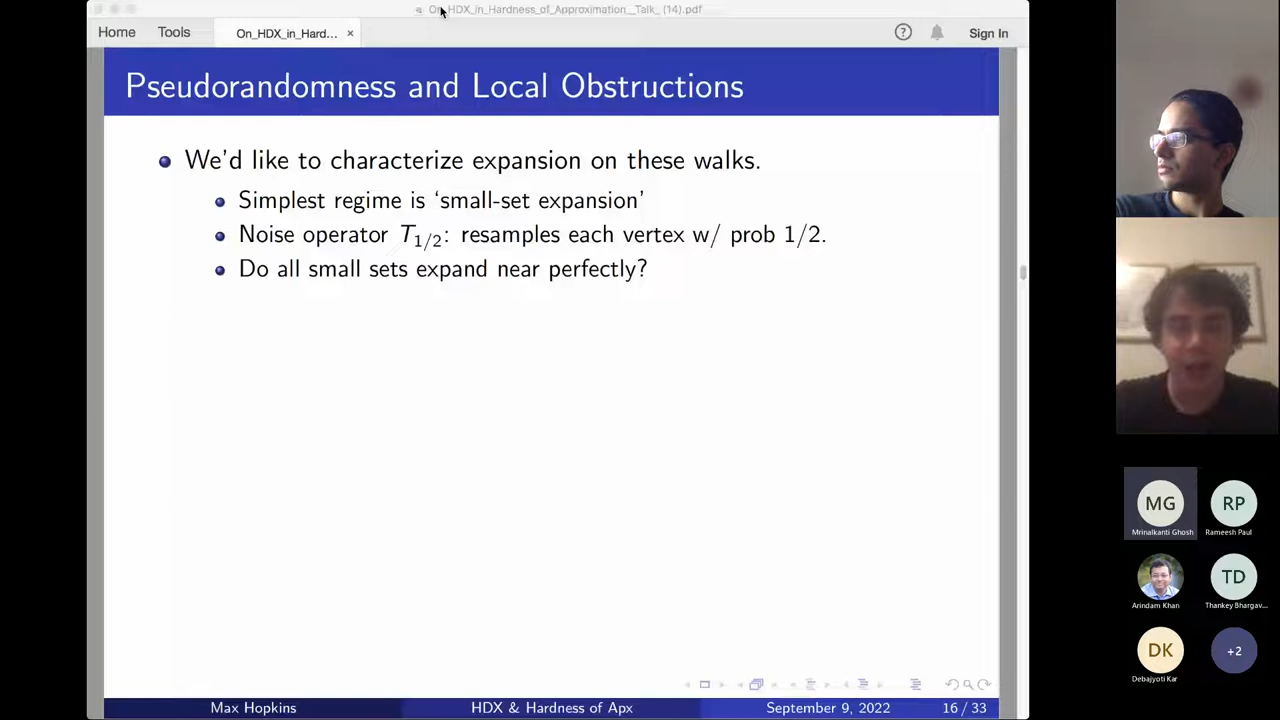 On_HDX_in_Hardness_of_Approximation__Talk_ (14).pdf
Home Tools On_HDX_in_Hard... × Sign In
Pseudorandomness and Local Obstructions
We'd like to characterize expansion on these walks.
Simplest regime is ‘small-set expansion’
Noise operator T1/2: resamples each vertex w/ prob 1/2.
Do all small sets expand near perfectly?
Max Hopkins HDX & Hardness of Apx September 9, 2022 16 / 33
MG RP
Mrinalkanti Ghosh Rameesh Paul
TD
Arindam Khan Thankey Bhargav...
DK +2
Debajyoti Kar